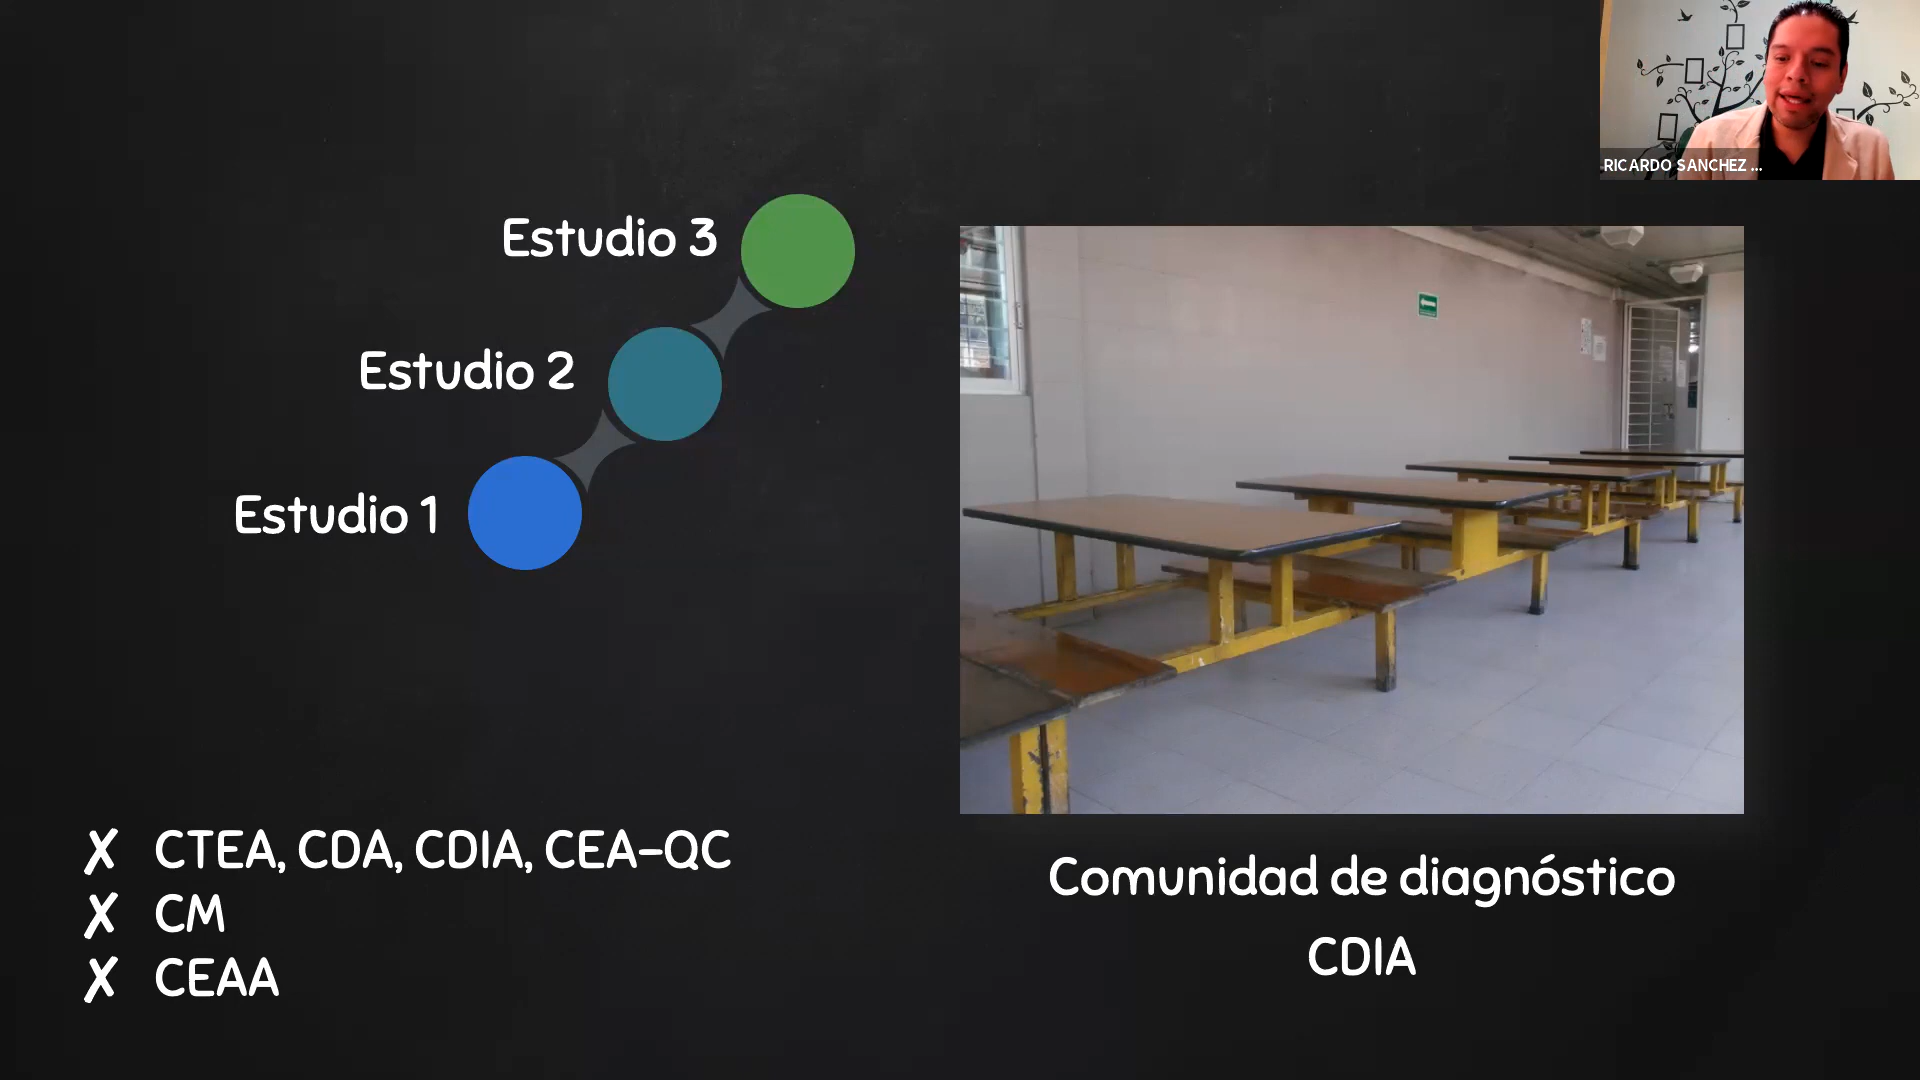 RICARDO SANCHEZ ...
Estudio 3
Estudio 2
Estudio 1
✗ CTEA, CDA, CDIA, CEA-QC
✗ CM
✗ CEAA
Comunidad de diagnóstico
CDIA